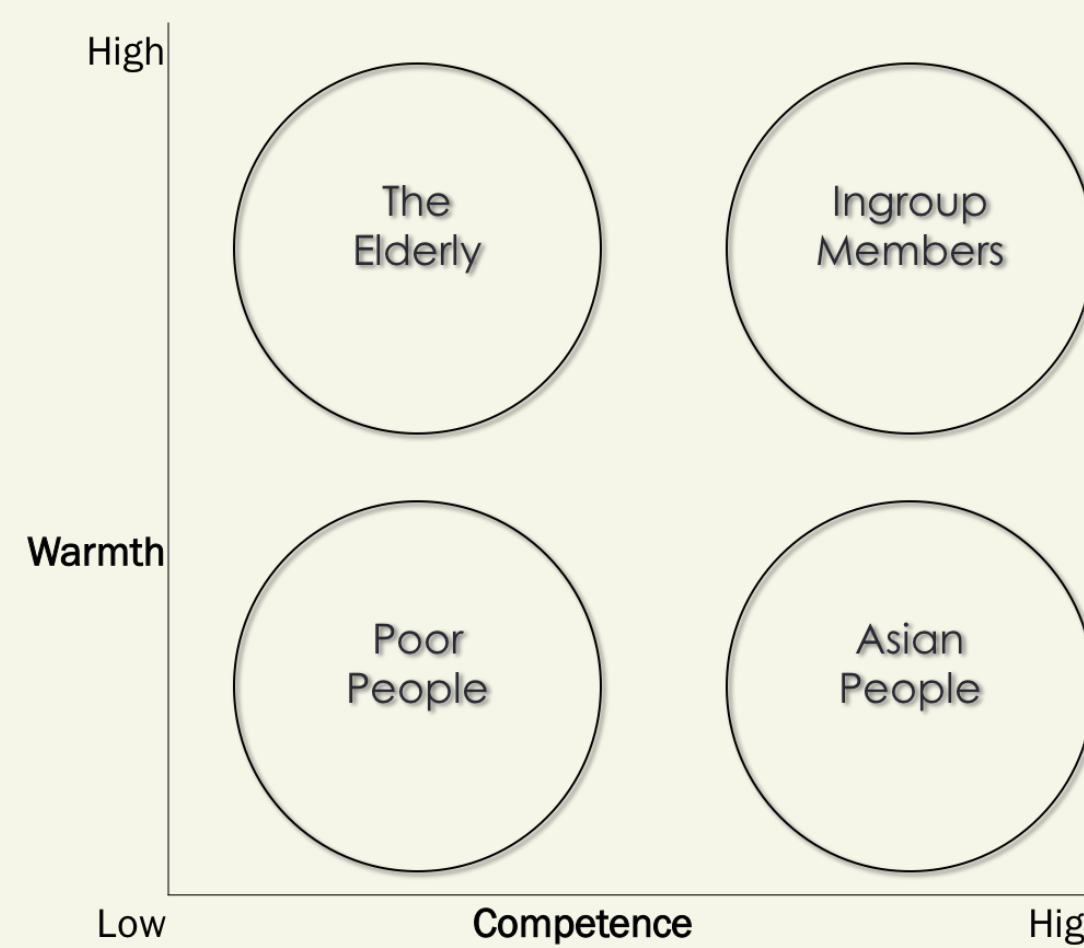 High
The
Elderly
Ingroup
Members
Warmth
Poor
People
Asian
People
Low
Competence
Hig